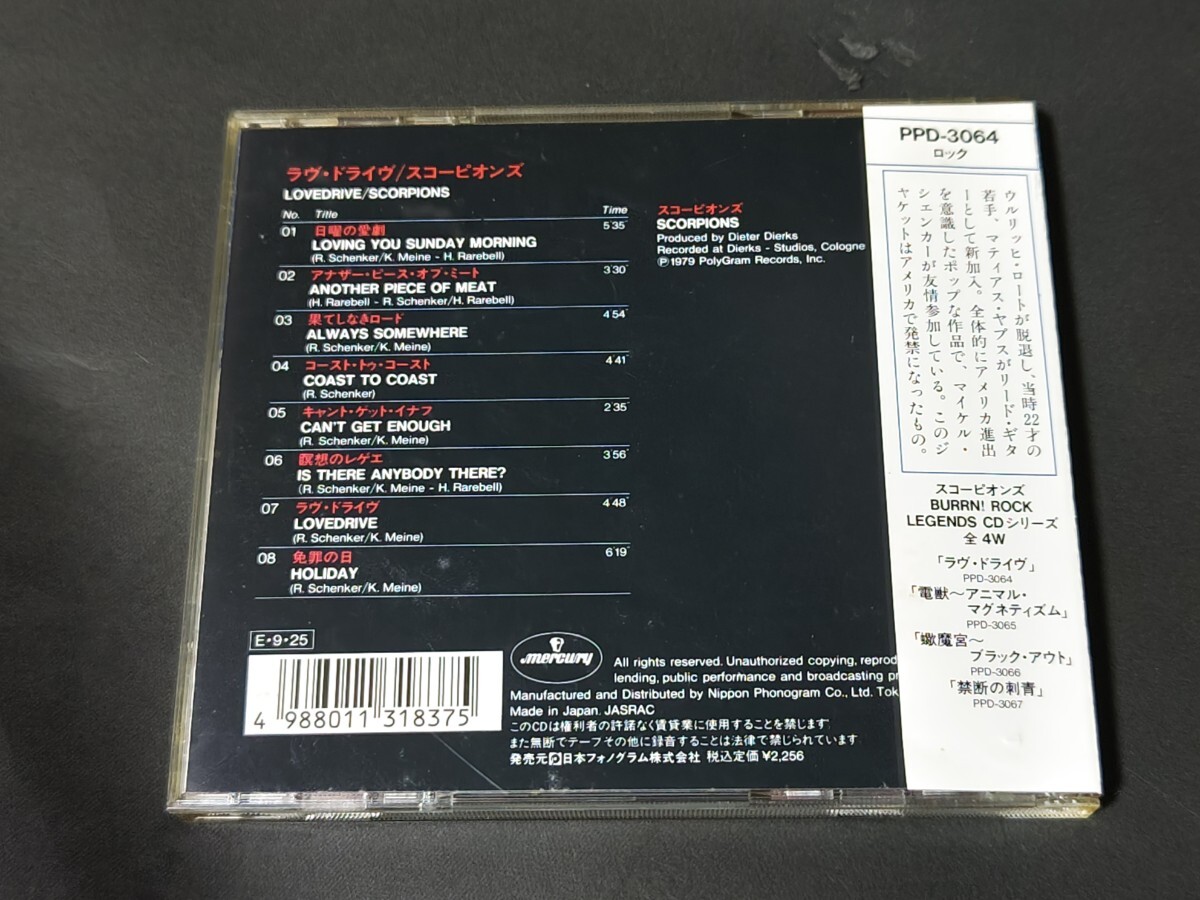 ラヴ・ドライヴ/スコーピオンズ
LOVEDRIVE/SCORPIONS
No. Title Time
01 日曜の愛劇 5'35"
LOVING YOU SUNDAY MORNING
(R. Schenker/K. Meine - H. Rarebell)
02 アナザー・ピース・オブ・ミート 3'30"
ANOTHER PIECE OF MEAT
(H. Rarebell - R. Schenker/H. Rarebell)
03 果てしなきロード 4'54"
ALWAYS SOMEWHERE
(R. Schenker/K. Meine)
04 コースト・トゥ・コースト 4'41"
COAST TO COAST
(R. Schenker)
05 キャント・ゲット・イナフ 2'35"
CAN'T GET ENOUGH
(R. Schenker/K. Meine)
06 瞑想のレゲエ 3'56"
IS THERE ANYBODY THERE?
(R. Schenker/K. Meine - H. Rarebell)
07 ラヴ・ドライヴ 4'48"
LOVEDRIVE
(R. Schenker/K. Meine)
08 免罪の日 6'19"
HOLIDAY
(R. Schenker/K. Meine)
スコーピオンズ
SCORPIONS
Produced by Dieter Dierks
Recorded at Dierks - Studios, Cologne
Ⓟ1979 PolyGram Records, Inc.
E・9・25
4 988011 318375
mercury
All rights reserved. Unauthorized copying, reprod
lending, public performance and broadcasting pr
Manufactured and Distributed by Nippon Phonogram Co., Ltd. Tok
Made in Japan. JASRAC
このCDは権利者の許諾なく賃貸業に使用することを禁じます
また無断でテープその他に録音することは法律で禁じられています
発売元 日本フォノグラム株式会社 税込定価¥2,256
PPD-3064
ロック
ウルリッヒ・ロートが脱退し、当時22才の
若手、マティアス・ヤプスがリード・ギタ
ーとして新加入。全体的にアメリカ進出
を意識したポップな作品で、マイケル・
シェンカーが友情参加している。このジ
ャケットはアメリカで発禁になったもの。
スコーピオンズ
BURRN! ROCK
LEGENDS CDシリーズ
全4W
「ラヴ・ドライヴ」
PPD-3064
「電獣〜アニマル・
マグネティズム」
PPD-3065
「蠍魔宮〜
ブラック・アウト」
PPD-3066
「禁断の刺青」
PPD-3067